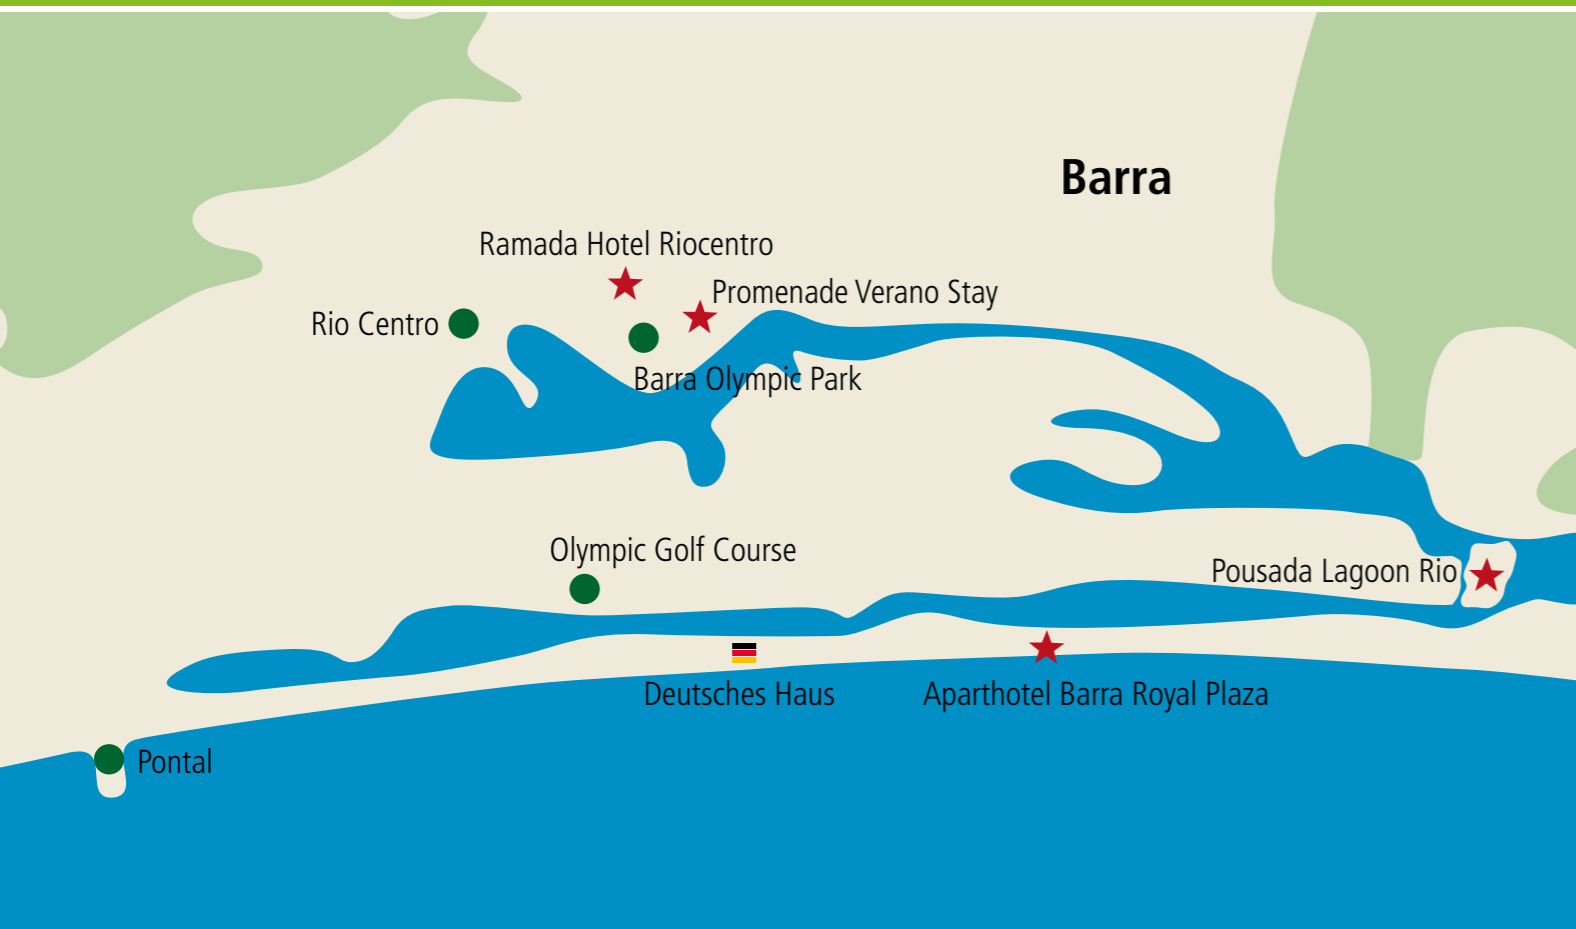 Barra
Ramada Hotel Riocentro
Promenade Verano Stay
Rio Centro
Barra Olympic Park
Olympic Golf Course
Pousada Lagoon Rio
Deutsches Haus
Aparthotel Barra Royal Plaza
Pontal